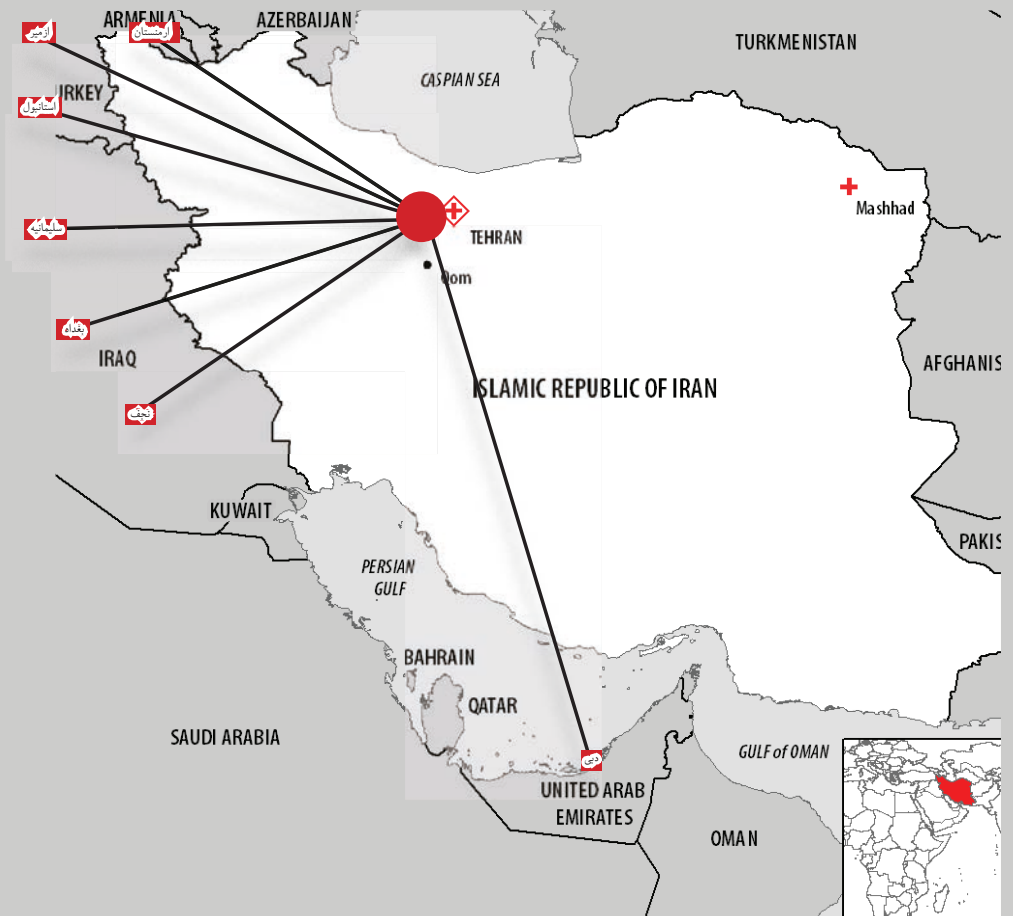 ARMENIA
AZERBAIJAN
ازمیر
ارمنستان
TURKMENISTAN
CASPIAN SEA
URKEY
استانبول
Mashhad
سلیمانیه
TEHRAN
Qom
بغداد
IRAQ
AFGHANIS
ISLAMIC REPUBLIC OF IRAN
نجف
KUWAIT
PAKIS
PERSIAN
GULF
BAHRAIN
QATAR
SAUDI ARABIA
GULF of OMAN
دبی
UNITED ARAB
EMIRATES
OMAN